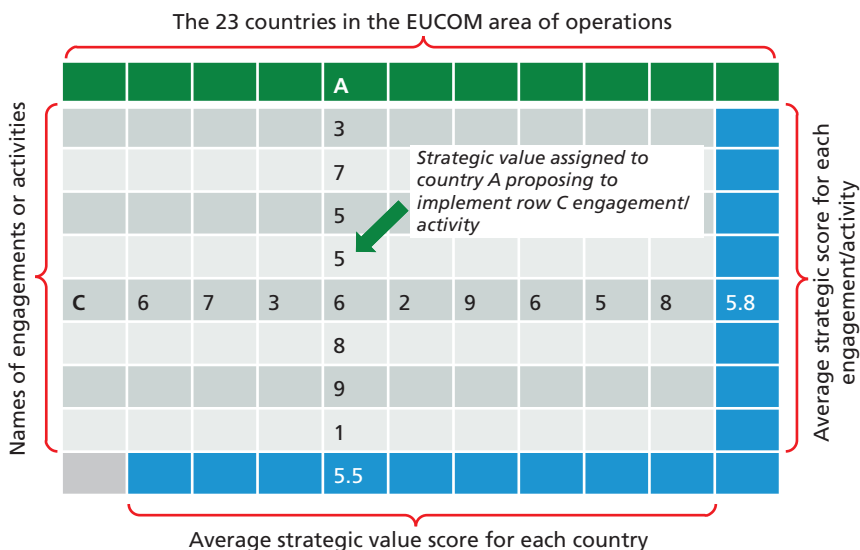 The 23 countries in the EUCOM area of operations
A
Names of engagements or activities
3
7
5
5
Strategic value assigned to
country A proposing to
implement row C engagement/
activity
C 6 7 3 6 2 9 6 5 8 5.8
8
9
1
5.5
Average strategic score for each
engagement/activity
Average strategic value score for each country